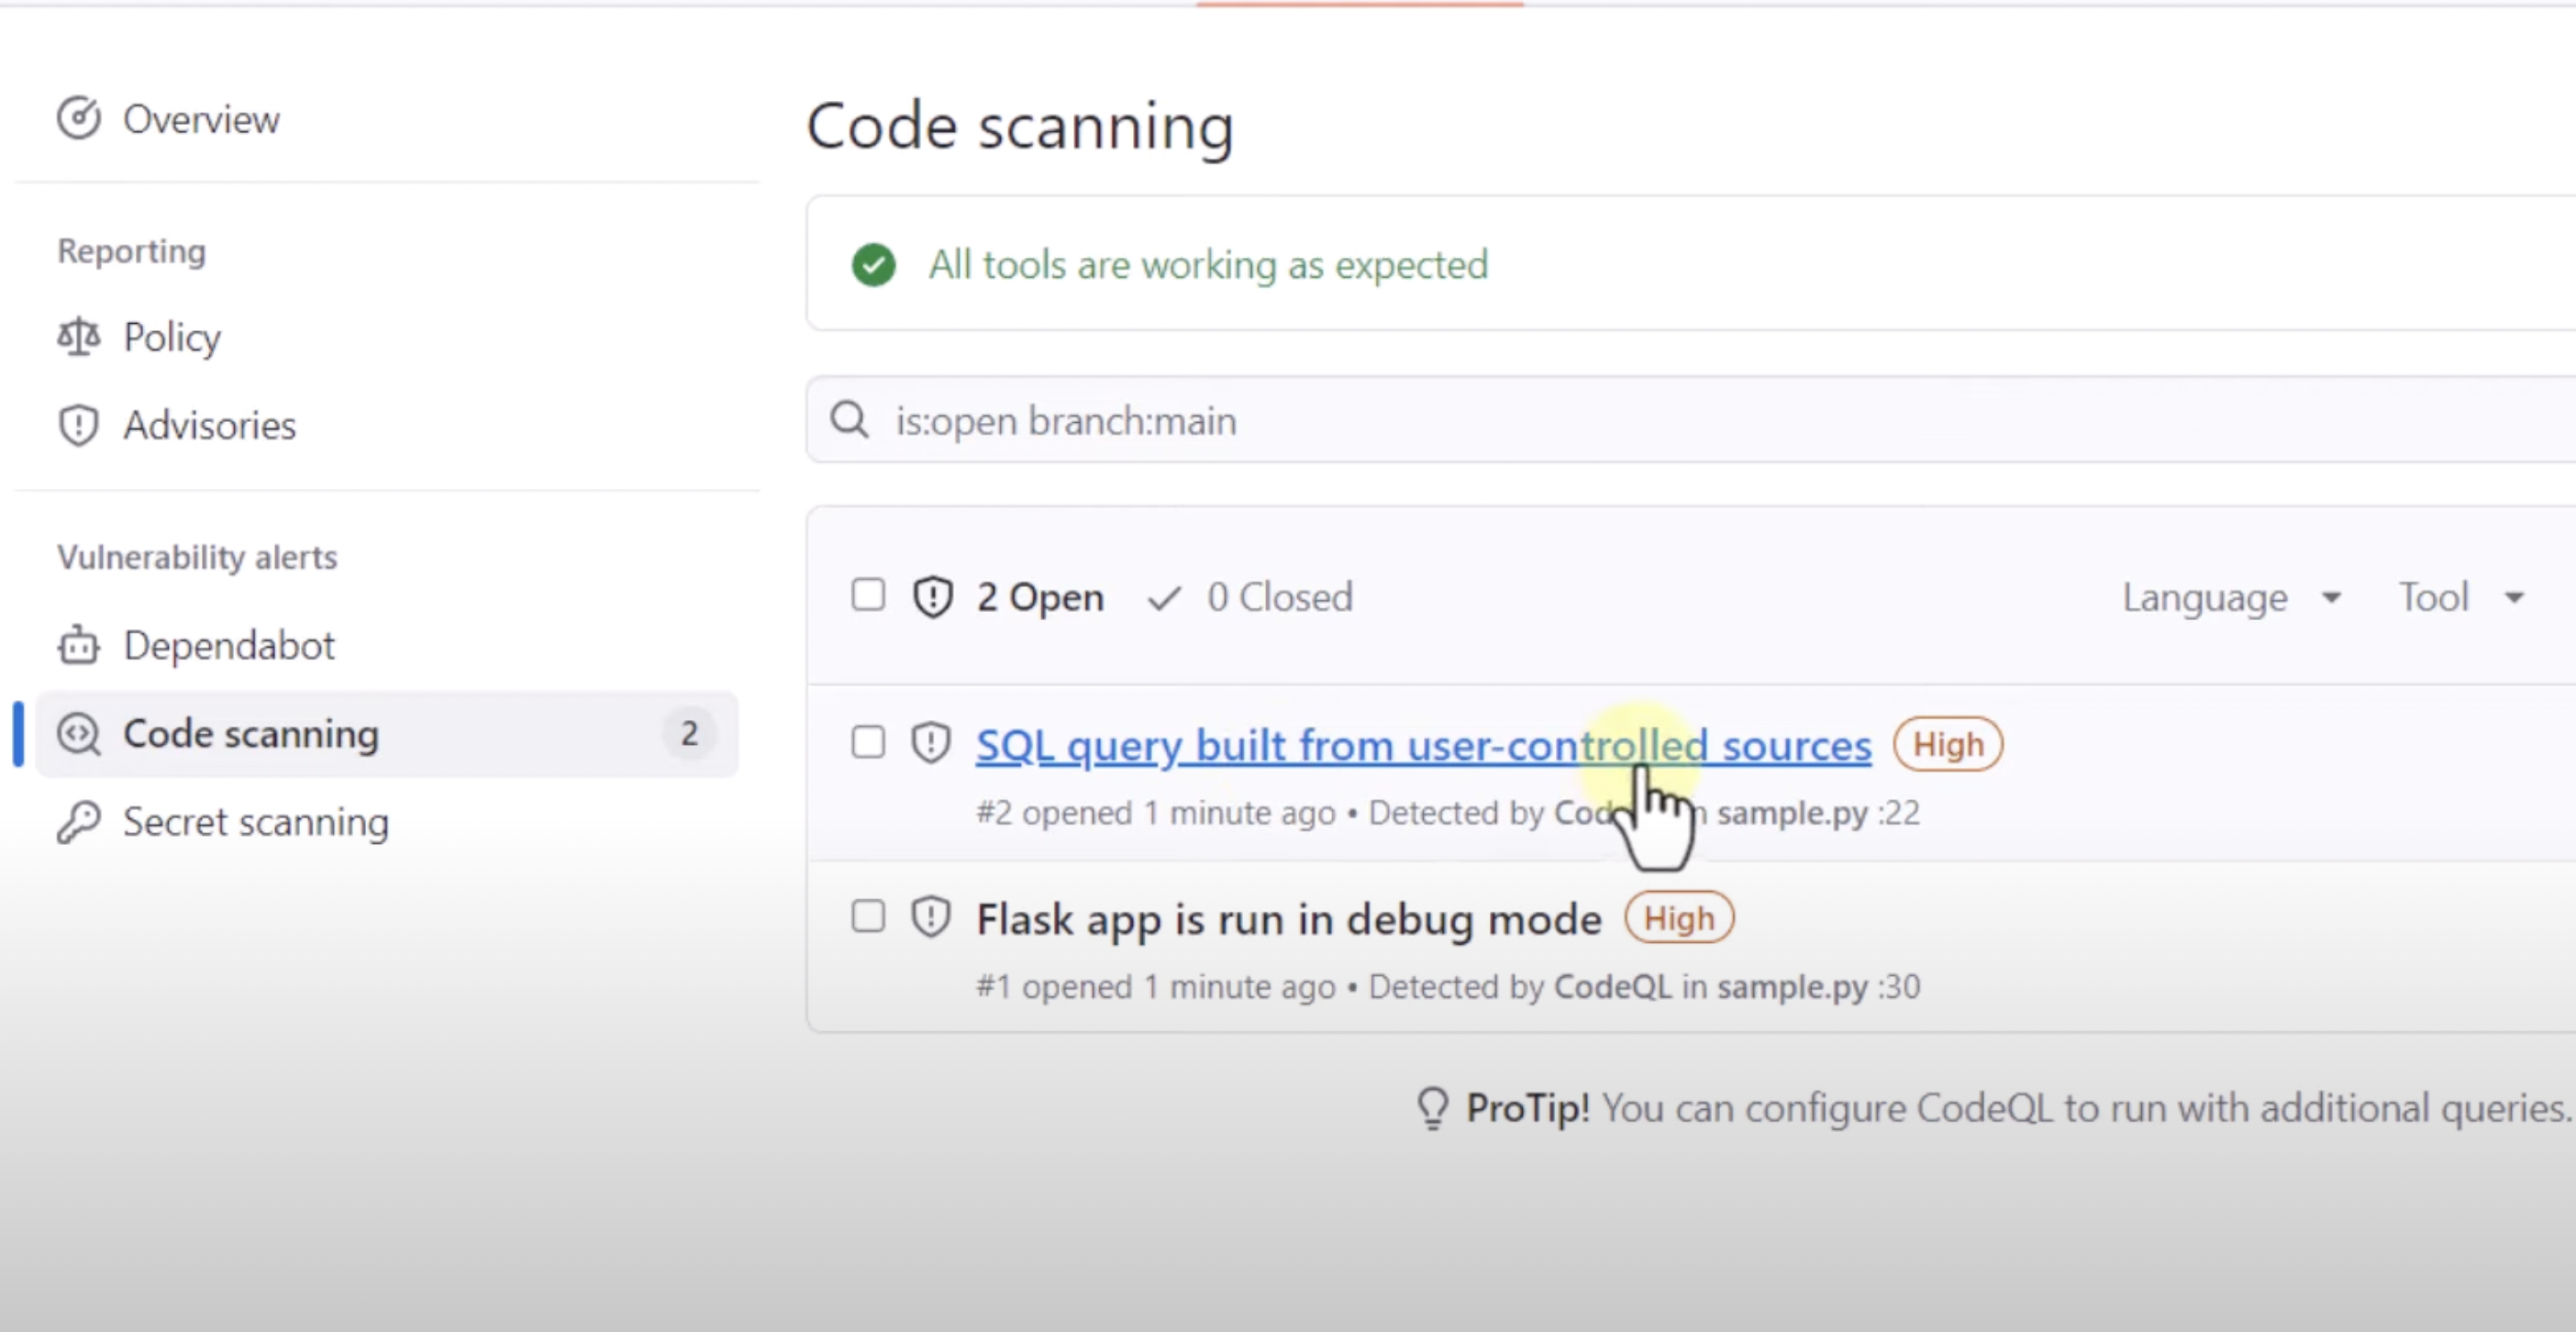 Overview
Reporting
Policy
Advisories
Vulnerability alerts
Dependabot
Code scanning 2
Secret scanning
Code scanning
All tools are working as expected
is:open branch:main
2 Open 0 Closed Language Tool
SQL query built from user-controlled sources High
#2 opened 1 minute ago • Detected by sample.py :22
Flask app is run in debug mode High
#1 opened 1 minute ago • Detected by CodeQL in sample.py :30
ProTip! You can configure CodeQL to run with additional queries.